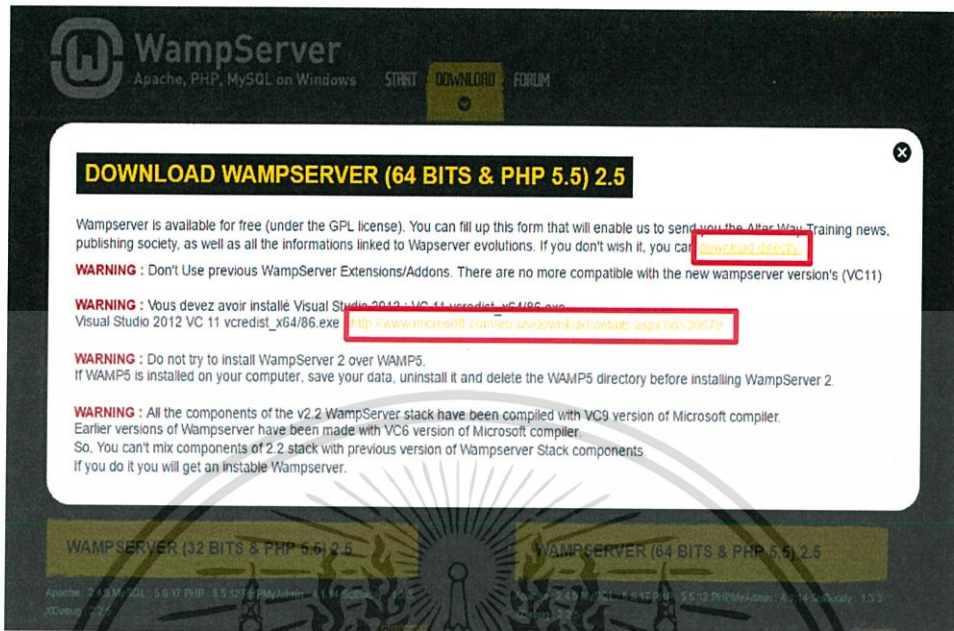 WampServer
Apache, PHP, MySQL on Windows
START DOWNLOAD FORUM
DOWNLOAD WAMPSERVER (64 BITS & PHP 5.5) 2.5
Wampserver is available for free (under the GPL license). You can fill up this form that will enable us to send you the Alter Way Training news,
publishing society, as well as all the informations linked to Wapserver evolutions. If you don't wish it, you can download directly.
WARNING : Don't Use previous WampServer Extensions/Addons. There are no more compatible with the new wampserver version's (VC11)
WARNING : Vous devez avoir installé Visual Studio 2012 : VC 11 vcredist_x64/86.exe
Visual Studio 2012 VC 11 vcredist_x64/86.exe
WARNING : Do not try to install WampServer 2 over WAMP5.
If WAMP5 is installed on your computer, save your data, uninstall it and delete the WAMP5 directory before installing WampServer 2.
WARNING : All the components of the v2.2 WampServer stack have been compiled with VC9 version of Microsoft compiler.
Earlier versions of Wampserver have been made with VC6 version of Microsoft compiler.
So, You can't mix components of 2.2 stack with previous version of Wampserver Stack components.
If you do it you will get an instable Wampserver.
WAMPSERVER (32 BITS & PHP 5.5) 2.5
WAMPSERVER (64 BITS & PHP 5.5) 2.5